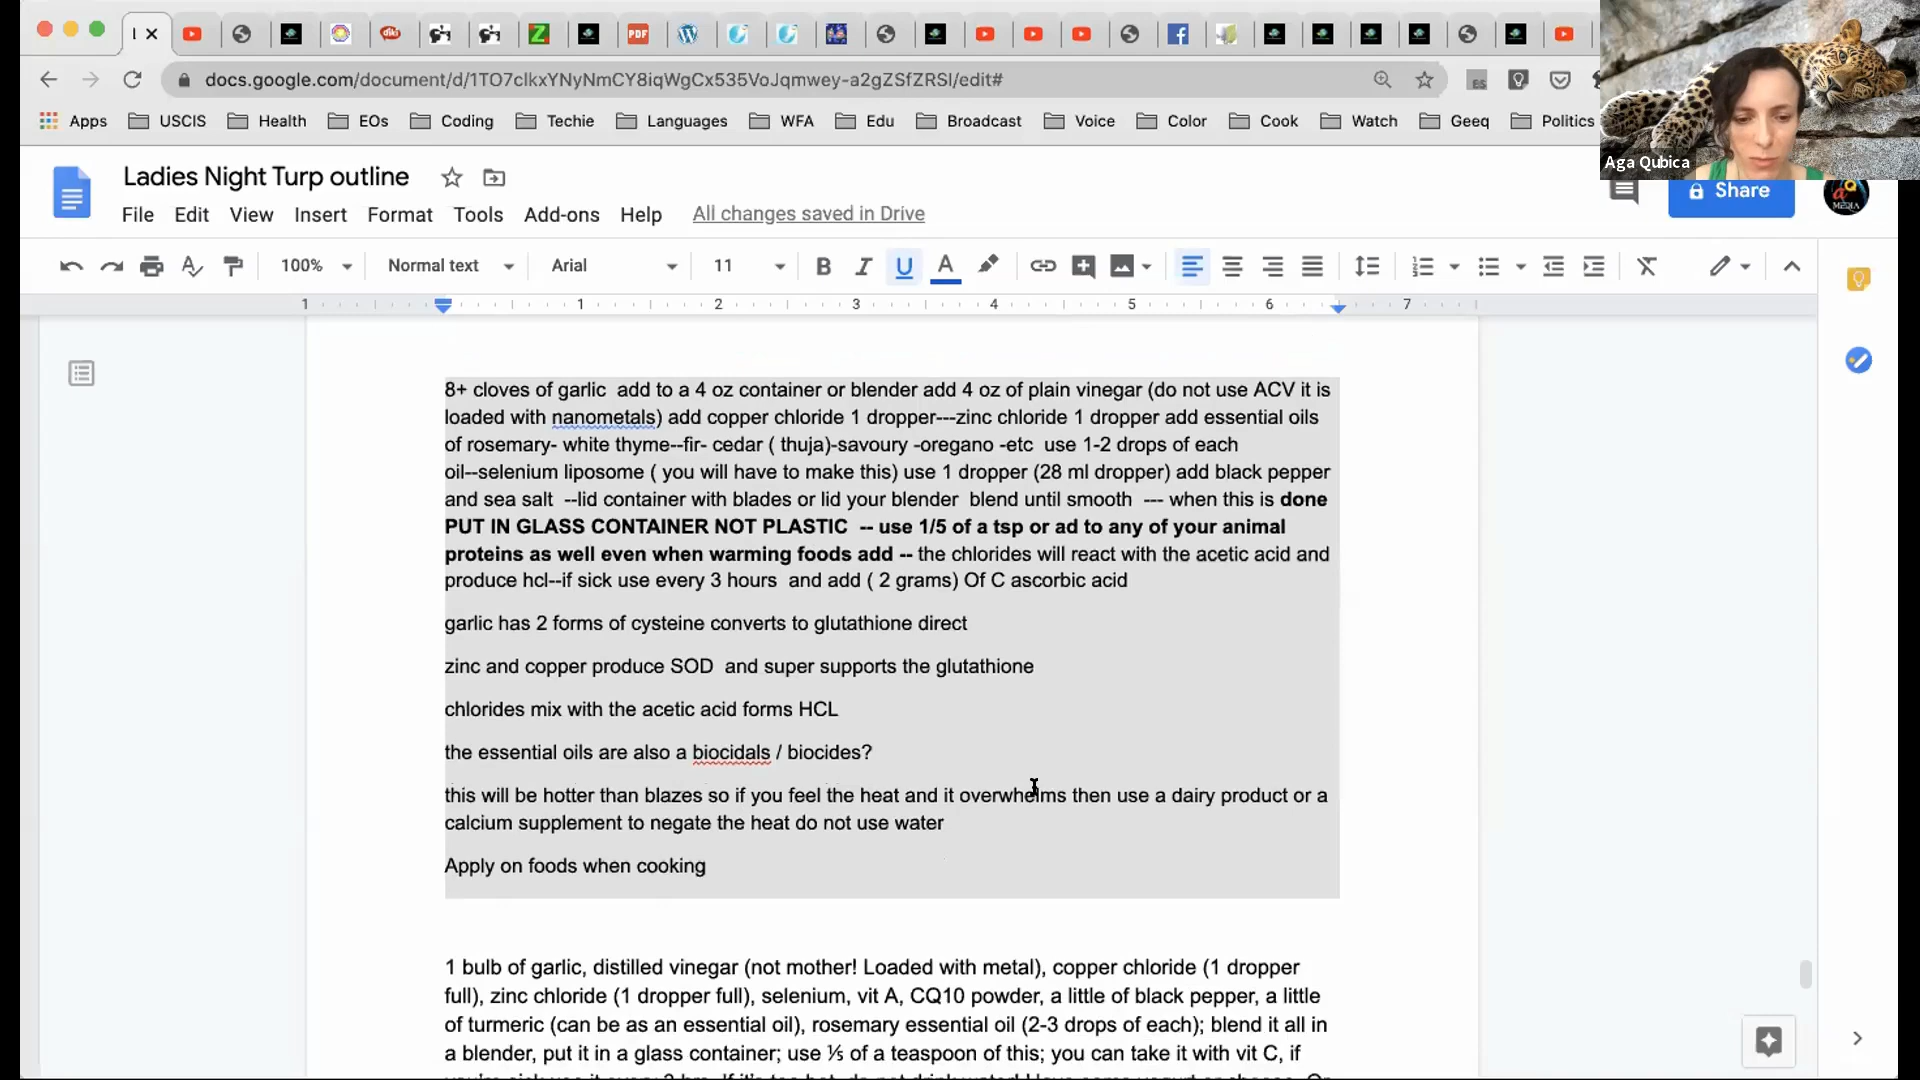 docs.google.com/document/d/1TO7clkxYNyNmCY8iqWgCx535VoJqmwey-a2gZSfZRSI/edit#
Apps USCIS Health EOs Coding Techie Languages WFA Edu Broadcast Voice Color Cook Watch Geeq Politics
Aga Qubica
Ladies Night Turp outline
Share
File Edit View Insert Format Tools Add-ons Help All changes saved in Drive
100% Normal text Arial 11
1 1 2 3 4 5 6 7
8+ cloves of garlic add to a 4 oz container or blender add 4 oz of plain vinegar (do not use ACV it is
loaded with nanometals) add copper chloride 1 dropper---zinc chloride 1 dropper add essential oils
of rosemary- white thyme--fir- cedar ( thuja)-savoury -oregano -etc use 1-2 drops of each
oil--selenium liposome ( you will have to make this) use 1 dropper (28 ml dropper) add black pepper
and sea salt --lid container with blades or lid your blender blend until smooth --- when this is done
PUT IN GLASS CONTAINER NOT PLASTIC -- use 1/5 of a tsp or ad to any of your animal
proteins as well even when warming foods add -- the chlorides will react with the acetic acid and
produce hcl--if sick use every 3 hours and add ( 2 grams) Of C ascorbic acid
garlic has 2 forms of cysteine converts to glutathione direct
zinc and copper produce SOD and super supports the glutathione
chlorides mix with the acetic acid forms HCL
the essential oils are also a biocidals / biocides?
this will be hotter than blazes so if you feel the heat and it overwhelms then use a dairy product or a
calcium supplement to negate the heat do not use water
Apply on foods when cooking
1 bulb of garlic, distilled vinegar (not mother! Loaded with metal), copper chloride (1 dropper
full), zinc chloride (1 dropper full), selenium, vit A, CQ10 powder, a little of black pepper, a little
of turmeric (can be as an essential oil), rosemary essential oil (2-3 drops of each); blend it all in
a blender, put it in a glass container; use ⅕ of a teaspoon of this; you can take it with vit C, if